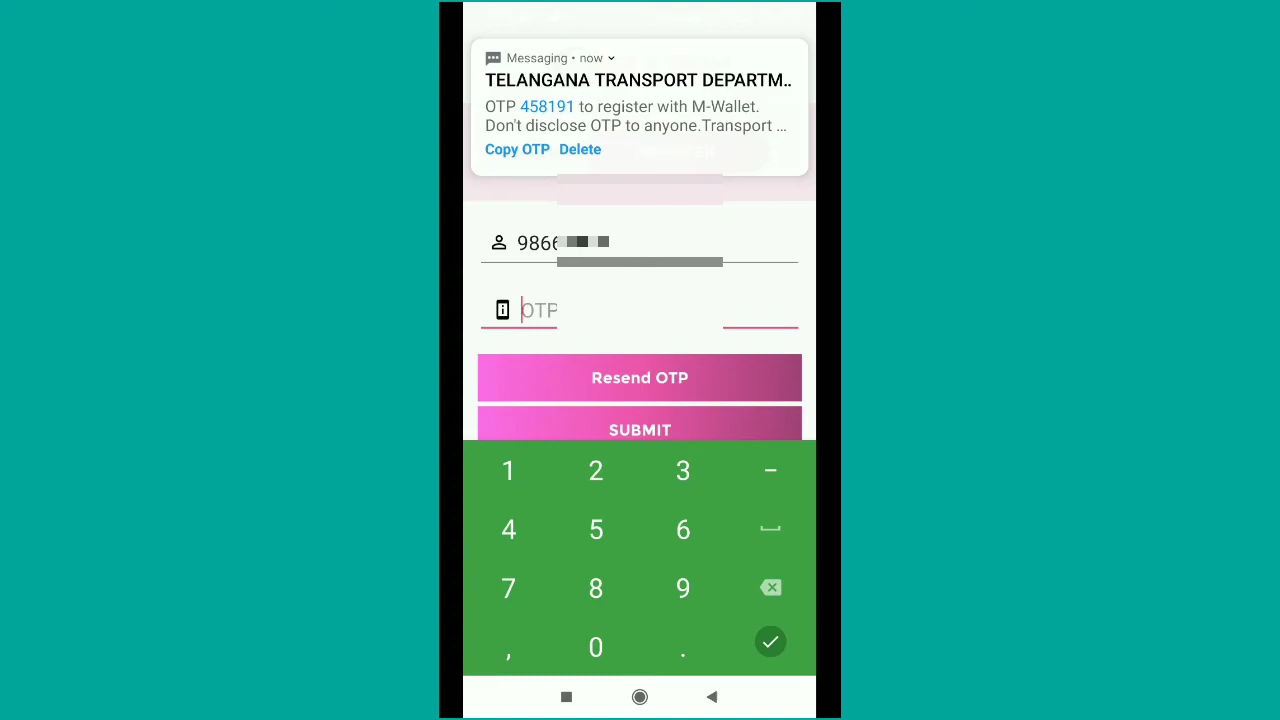 Messaging • now
TELANGANA TRANSPORT DEPARTM..
OTP 458191 to register with M-Wallet.
Don't disclose OTP to anyone.Transport ...
Copy OTP Delete
9866
OTP
Resend OTP
SUBMIT
1 2 3 -
4 5 6
7 8 9
, 0 .